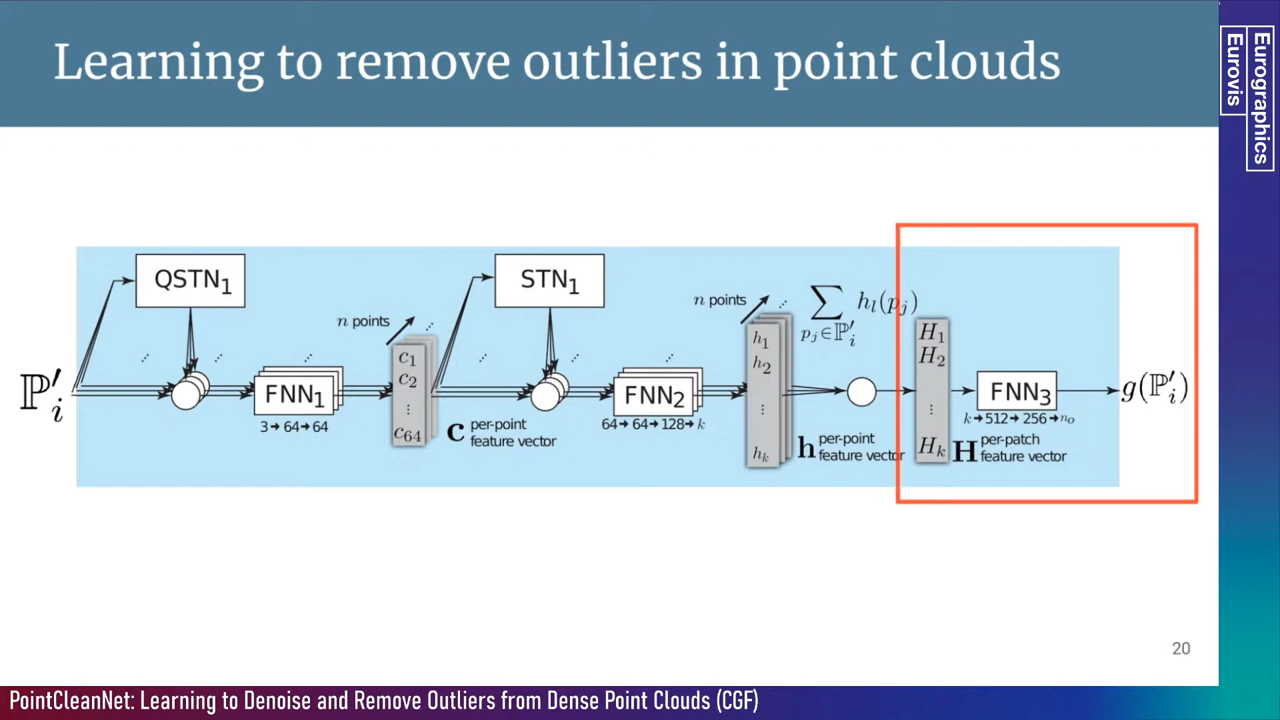 Learning to remove outliers in point clouds
Eurographics
Eurovis
QSTN₁
STN₁
n points
n points
∑ hₗ(pⱼ)
pⱼ∈ℙ′ᵢ
ℙ′ᵢ
FNN₁
3→64→64
c₁
c₂
⋮
c₆₄
c per-point
feature vector
FNN₂
64→64→128→k
h₁
h₂
⋮
hₖ
h per-point
feature vector
H₁
H₂
⋮
Hₖ
H per-patch
feature vector
FNN₃
k→512→256→nₒ
g(ℙ′ᵢ)
20
PointCleanNet: Learning to Denoise and Remove Outliers from Dense Point Clouds (CGF)